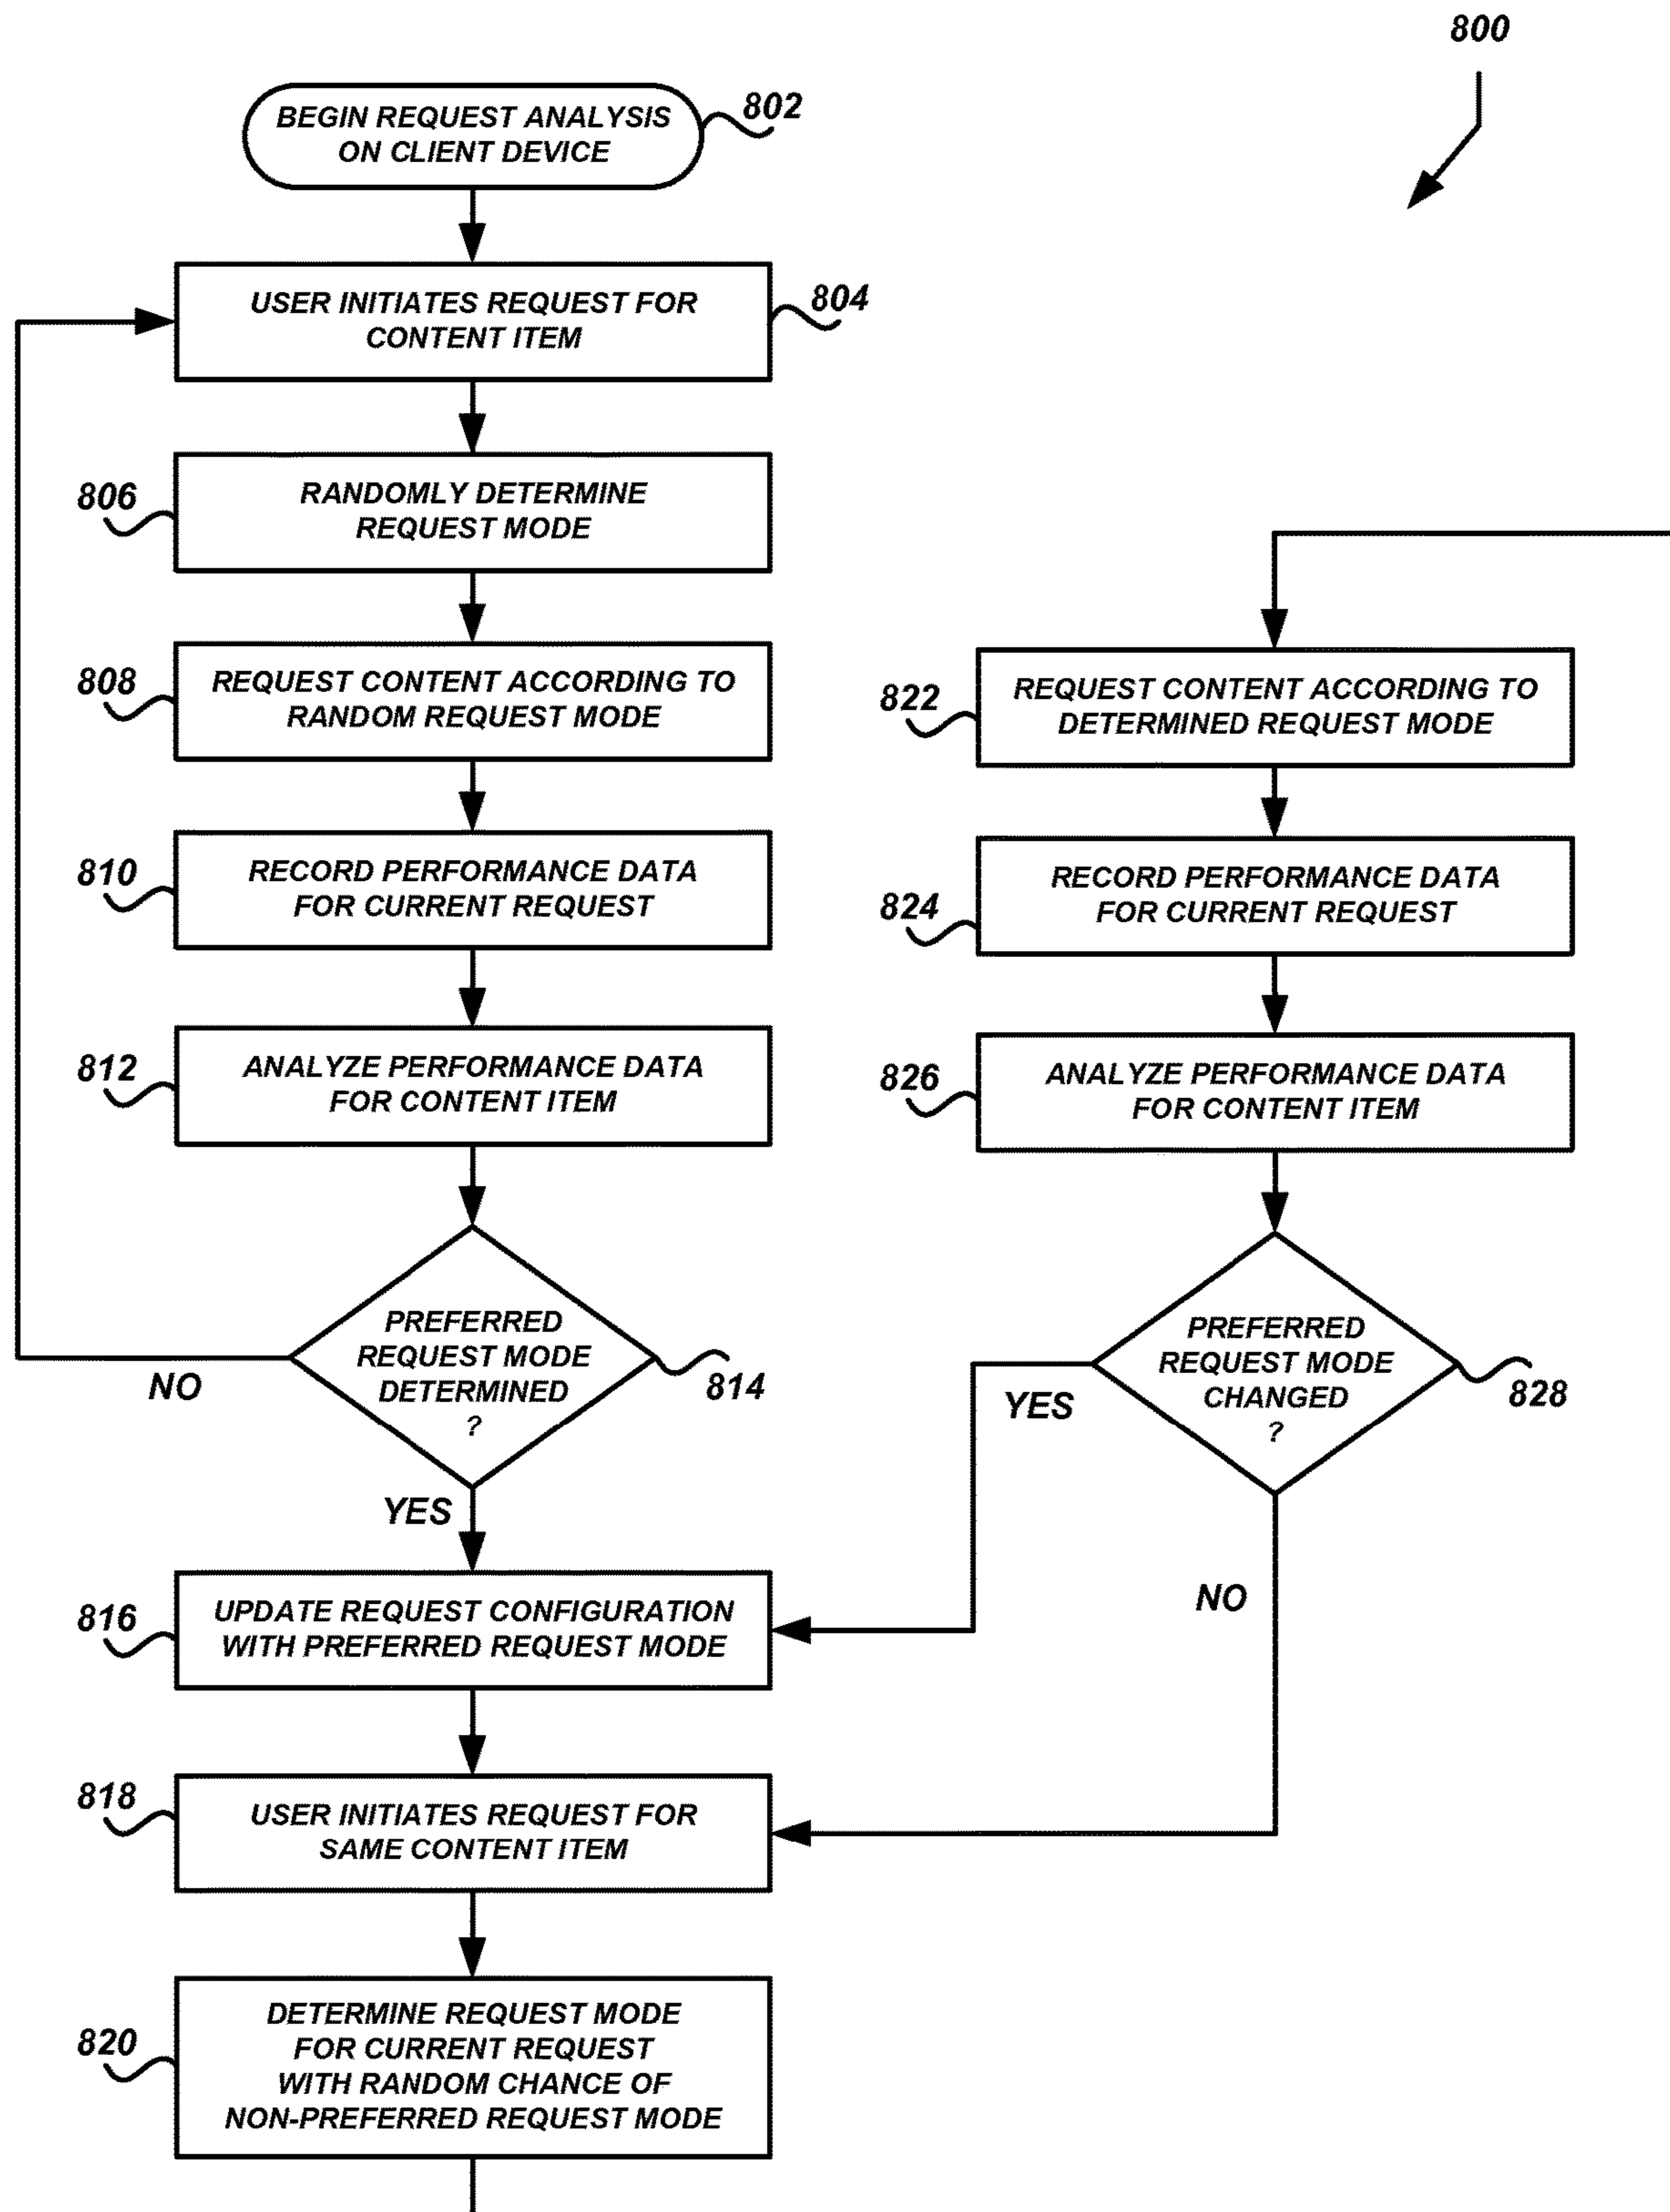 800
BEGIN REQUEST ANALYSIS
ON CLIENT DEVICE
802
USER INITIATES REQUEST FOR
CONTENT ITEM
804
806
RANDOMLY DETERMINE
REQUEST MODE
808
REQUEST CONTENT ACCORDING TO
RANDOM REQUEST MODE
810
RECORD PERFORMANCE DATA
FOR CURRENT REQUEST
812
ANALYZE PERFORMANCE DATA
FOR CONTENT ITEM
PREFERRED
REQUEST MODE
DETERMINED
?
814
NO
YES
816
UPDATE REQUEST CONFIGURATION
WITH PREFERRED REQUEST MODE
818
USER INITIATES REQUEST FOR
SAME CONTENT ITEM
820
DETERMINE REQUEST MODE
FOR CURRENT REQUEST
WITH RANDOM CHANCE OF
NON-PREFERRED REQUEST MODE
822
REQUEST CONTENT ACCORDING TO
DETERMINED REQUEST MODE
824
RECORD PERFORMANCE DATA
FOR CURRENT REQUEST
826
ANALYZE PERFORMANCE DATA
FOR CONTENT ITEM
PREFERRED
REQUEST MODE
CHANGED
?
828
YES
NO